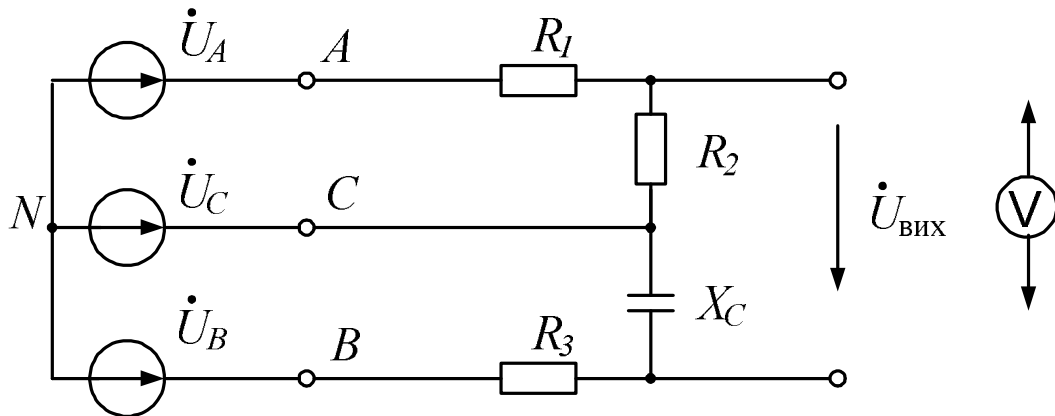 U̇A A R1
R2
N U̇C C U̇вих V
XC
U̇B B R3